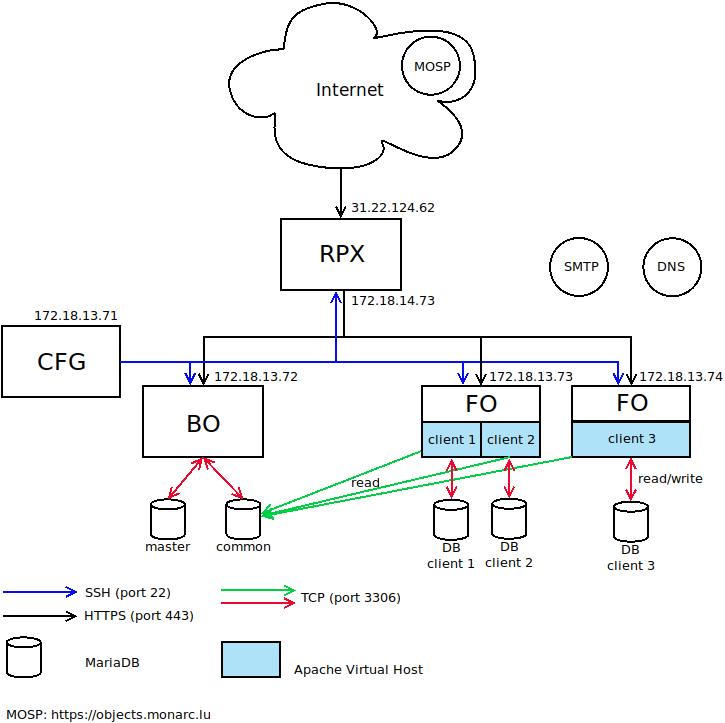 MOSP
Internet
31.22.124.62
RPX
SMTP
DNS
172.18.14.73
172.18.13.71
CFG
172.18.13.72
172.18.13.73
172.18.13.74
BO
FO
FO
client 1
client 2
client 3
read
read/write
master
common
DB
client 1
DB
client 2
DB
client 3
SSH (port 22)
TCP (port 3306)
HTTPS (port 443)
MariaDB
Apache Virtual Host
MOSP: https://objects.monarc.lu